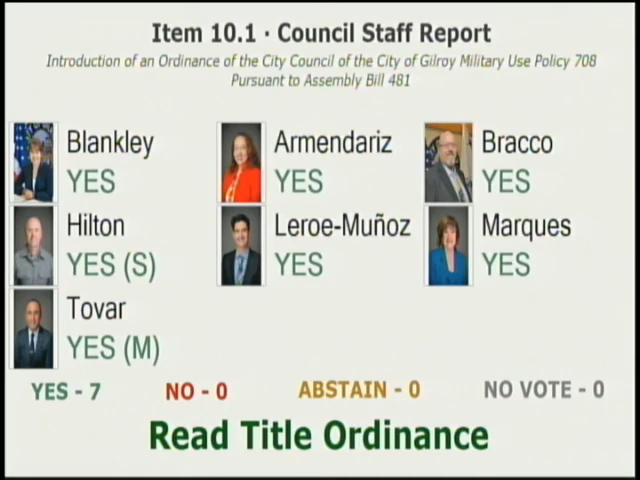 Item 10.1 · Council Staff Report
Introduction of an Ordinance of the City Council of the City of Gilroy Military Use Policy 708
Pursuant to Assembly Bill 481
Blankley
YES
Armendariz
YES
Bracco
YES
Hilton
YES (S)
Leroe-Muñoz
YES
Marques
YES
Tovar
YES (M)
YES - 7 NO - 0 ABSTAIN - 0 NO VOTE - 0
Read Title Ordinance